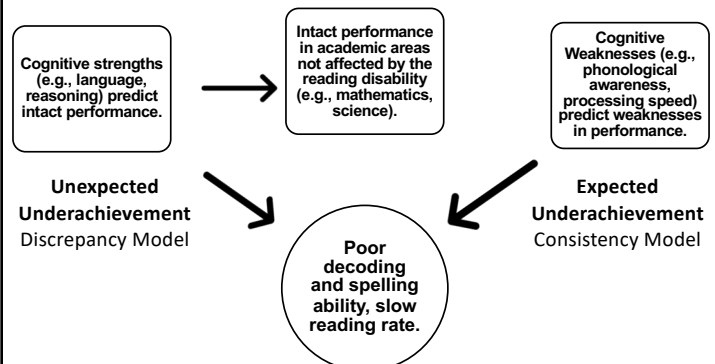 Cognitive strengths
(e.g., language,
reasoning) predict
intact performance.
Intact performance
in academic areas
not affected by the
reading disability
(e.g., mathematics,
science).
Cognitive
Weaknesses (e.g.,
phonological
awareness,
processing speed)
predict weaknesses
in performance.
Unexpected
Underachievement
Discrepancy Model
Expected
Underachievement
Consistency Model
Poor
decoding
and spelling
ability, slow
reading rate.